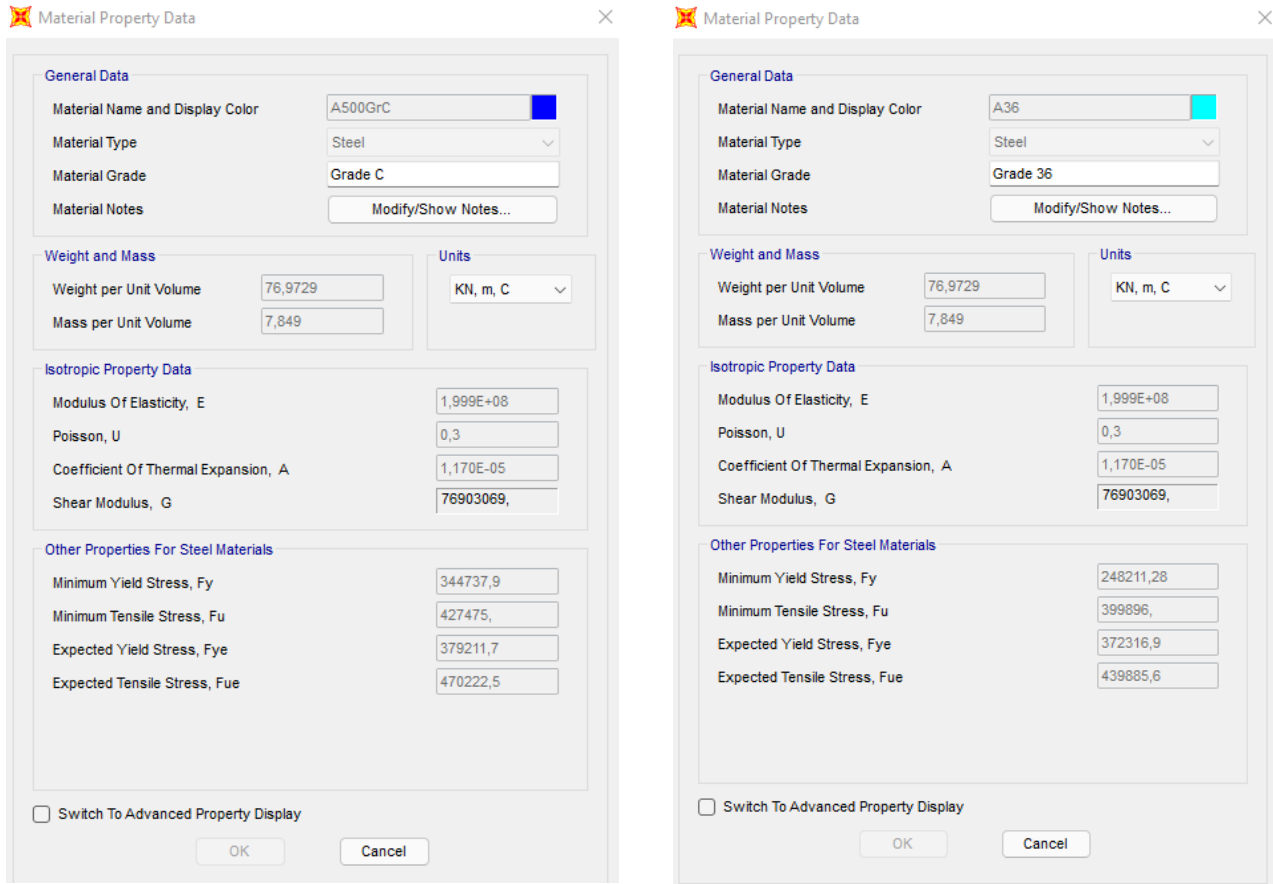 Material Property Data
General Data
Material Name and Display Color A500GrC
Material Type Steel
Material Grade Grade C
Material Notes Modify/Show Notes...
Weight and Mass
Weight per Unit Volume 76,9729
Mass per Unit Volume 7,849
Units
KN, m, C
Isotropic Property Data
Modulus Of Elasticity, E 1,999E+08
Poisson, U 0,3
Coefficient Of Thermal Expansion, A 1,170E-05
Shear Modulus, G 76903069,
Other Properties For Steel Materials
Minimum Yield Stress, Fy 344737,9
Minimum Tensile Stress, Fu 427475,
Expected Yield Stress, Fye 379211,7
Expected Tensile Stress, Fue 470222,5
Switch To Advanced Property Display
OK Cancel
Material Property Data
General Data
Material Name and Display Color A36
Material Type Steel
Material Grade Grade 36
Material Notes Modify/Show Notes...
Weight and Mass
Weight per Unit Volume 76,9729
Mass per Unit Volume 7,849
Units
KN, m, C
Isotropic Property Data
Modulus Of Elasticity, E 1,999E+08
Poisson, U 0,3
Coefficient Of Thermal Expansion, A 1,170E-05
Shear Modulus, G 76903069,
Other Properties For Steel Materials
Minimum Yield Stress, Fy 248211,28
Minimum Tensile Stress, Fu 399896,
Expected Yield Stress, Fye 372316,9
Expected Tensile Stress, Fue 439885,6
Switch To Advanced Property Display
OK Cancel